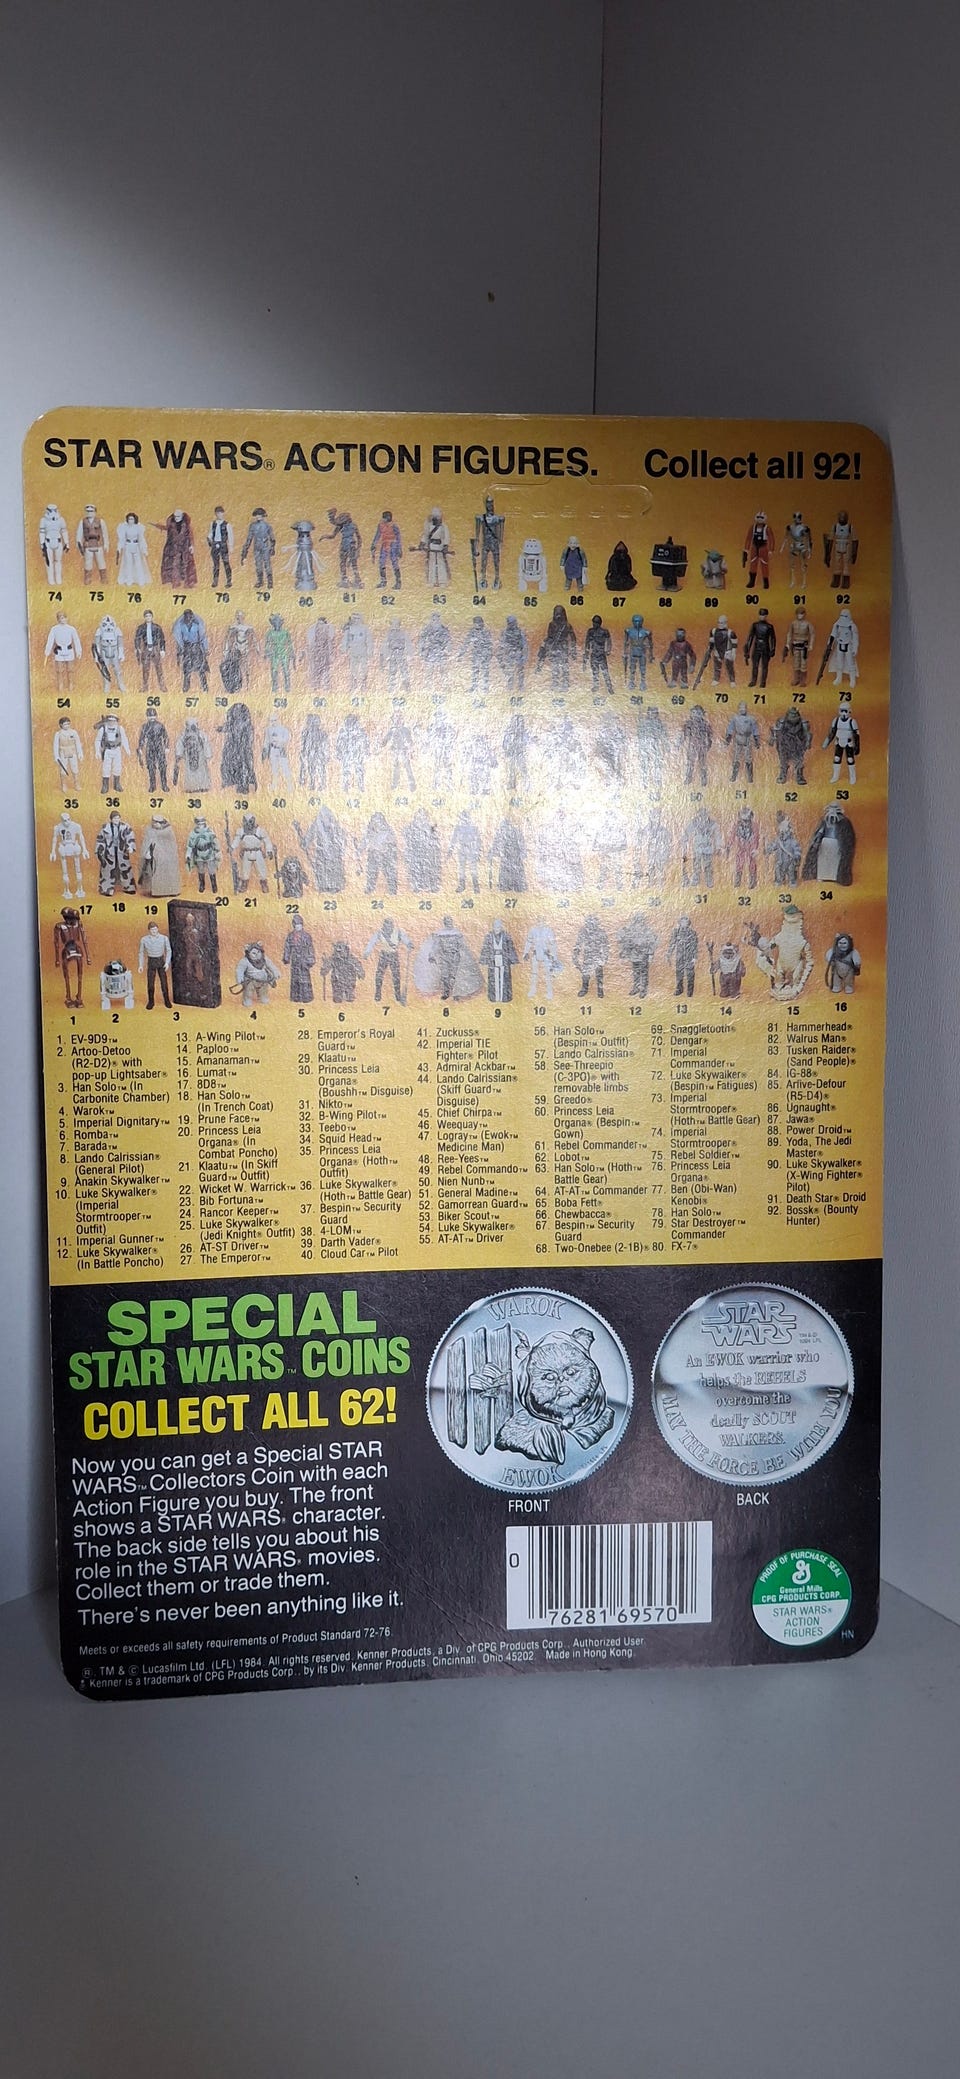 STAR WARS® ACTION FIGURES. Collect all 92!
74 75 76 77 78 79 80 81 82 83 84 85 86 87 88 89 90 91 92
54 55 56 57 58 59 69 70 71 72 73
35 36 37 38 39 40 51 52 53
17 18 19 20 21 22 23 24 25 26 27 31 32 33 34
1 2 3 4 5 6 7 8 9 10 11 12 13 14 15 16
1. EV-9D9™
2. Artoo-Detoo
(R2-D2)® with
pop-up Lightsaber®
3. Han Solo™ (In
Carbonite Chamber)
4. Warok™
5. Imperial Dignitary™
6. Romba™
7. Barada™
8. Lando Calrissian®
(General Pilot)
9. Anakin Skywalker™
10. Luke Skywalker®
(Imperial
Stormtrooper™
Outfit)
11. Imperial Gunner™
12. Luke Skywalker®
(In Battle Poncho)
13. A-Wing Pilot™
14. Paploo™
15. Amanaman™
16. Lumat™
17. 8D8™
18. Han Solo™
(In Trench Coat)
19. Prune Face™
20. Princess Leia
Organa® (In
Combat Poncho)
21. Klaatu™ (In Skiff
Guard™ Outfit)
22. Wicket W. Warrick™
23. Bib Fortuna™
24. Rancor Keeper™
25. Luke Skywalker®
(Jedi Knight® Outfit)
26. AT-ST Driver™
27. The Emperor™
28. Emperor's Royal
Guard™
29. Klaatu™
30. Princess Leia
Organa®
(Boushh™ Disguise)
31. Nikto™
32. B-Wing Pilot™
33. Teebo™
34. Squid Head™
35. Princess Leia
Organa® (Hoth™
Outfit)
36. Luke Skywalker®
(Hoth™ Battle Gear)
37. Bespin™ Security
Guard
38. 4-LOM™
39. Darth Vader®
40. Cloud Car™ Pilot
41. Zuckuss®
42. Imperial TIE
Fighter® Pilot
43. Admiral Ackbar™
44. Lando Calrissian®
(Skiff Guard™
Disguise)
45. Chief Chirpa™
46. Weequay™
47. Logray™ (Ewok™
Medicine Man)
48. Ree-Yees™
49. Rebel Commando™
50. Nien Nunb™
51. General Madine™
52. Gamorrean Guard™
53. Biker Scout™
54. Luke Skywalker®
55. AT-AT™ Driver
56. Han Solo™
(Bespin™ Outfit)
57. Lando Calrissian®
58. See-Threepio
(C-3PO)® with
removable limbs
59. Greedo®
60. Princess Leia
Organa® (Bespin™
Gown)
61. Rebel Commander™
62. Lobot™
63. Han Solo™ (Hoth™
Battle Gear)
64. AT-AT™ Commander
65. Boba Fett®
66. Chewbacca®
67. Bespin™ Security
Guard
68. Two-Onebee (2-1B)®
69. Snaggletooth®
70. Dengar®
71. Imperial
Commander™
72. Luke Skywalker®
(Bespin™ Fatigues)
73. Imperial
Stormtrooper®
(Hoth™ Battle Gear)
74. Imperial
Stormtrooper®
75. Rebel Soldier™
76. Princess Leia
Organa®
77. Ben (Obi-Wan)
Kenobi®
78. Han Solo™
79. Star Destroyer™
Commander
80. FX-7®
81. Hammerhead®
82. Walrus Man®
83. Tusken Raider®
(Sand People)®
84. IG-88®
85. Arlive-Defour
(R5-D4)®
86. Ugnaught®
87. Jawa®
88. Power Droid™
89. Yoda, The Jedi
Master®
90. Luke Skywalker®
(X-Wing Fighter®
Pilot)
91. Death Star® Droid
92. Bossk® (Bounty
Hunter)
SPECIAL
STAR WARS™ COINS
COLLECT ALL 62!
Now you can get a Special STAR
WARS™ Collectors Coin with each
Action Figure you buy. The front
shows a STAR WARS® character.
The back side tells you about his
role in the STAR WARS® movies.
Collect them or trade them.
There's never been anything like it.
WAROK
EWOK
FRONT
STAR
WARS
An EWOK warrior who
helps the REBELS
overcome the
deadly SCOUT
WALKERS.
MAY THE FORCE BE WITH YOU
BACK
0 76281 69570
PROOF OF PURCHASE SEAL
General Mills
CPG PRODUCTS CORP.
STAR WARS®
ACTION
FIGURES
HN
Meets or exceeds all safety requirements of Product Standard 72-76.
®, TM & © Lucasfilm Ltd. (LFL) 1984. All rights reserved. Kenner Products, a Div. of CPG Products Corp., Authorized User.
Kenner is a trademark of CPG Products Corp., by its Div. Kenner Products, Cincinnati, Ohio 45202. Made in Hong Kong.